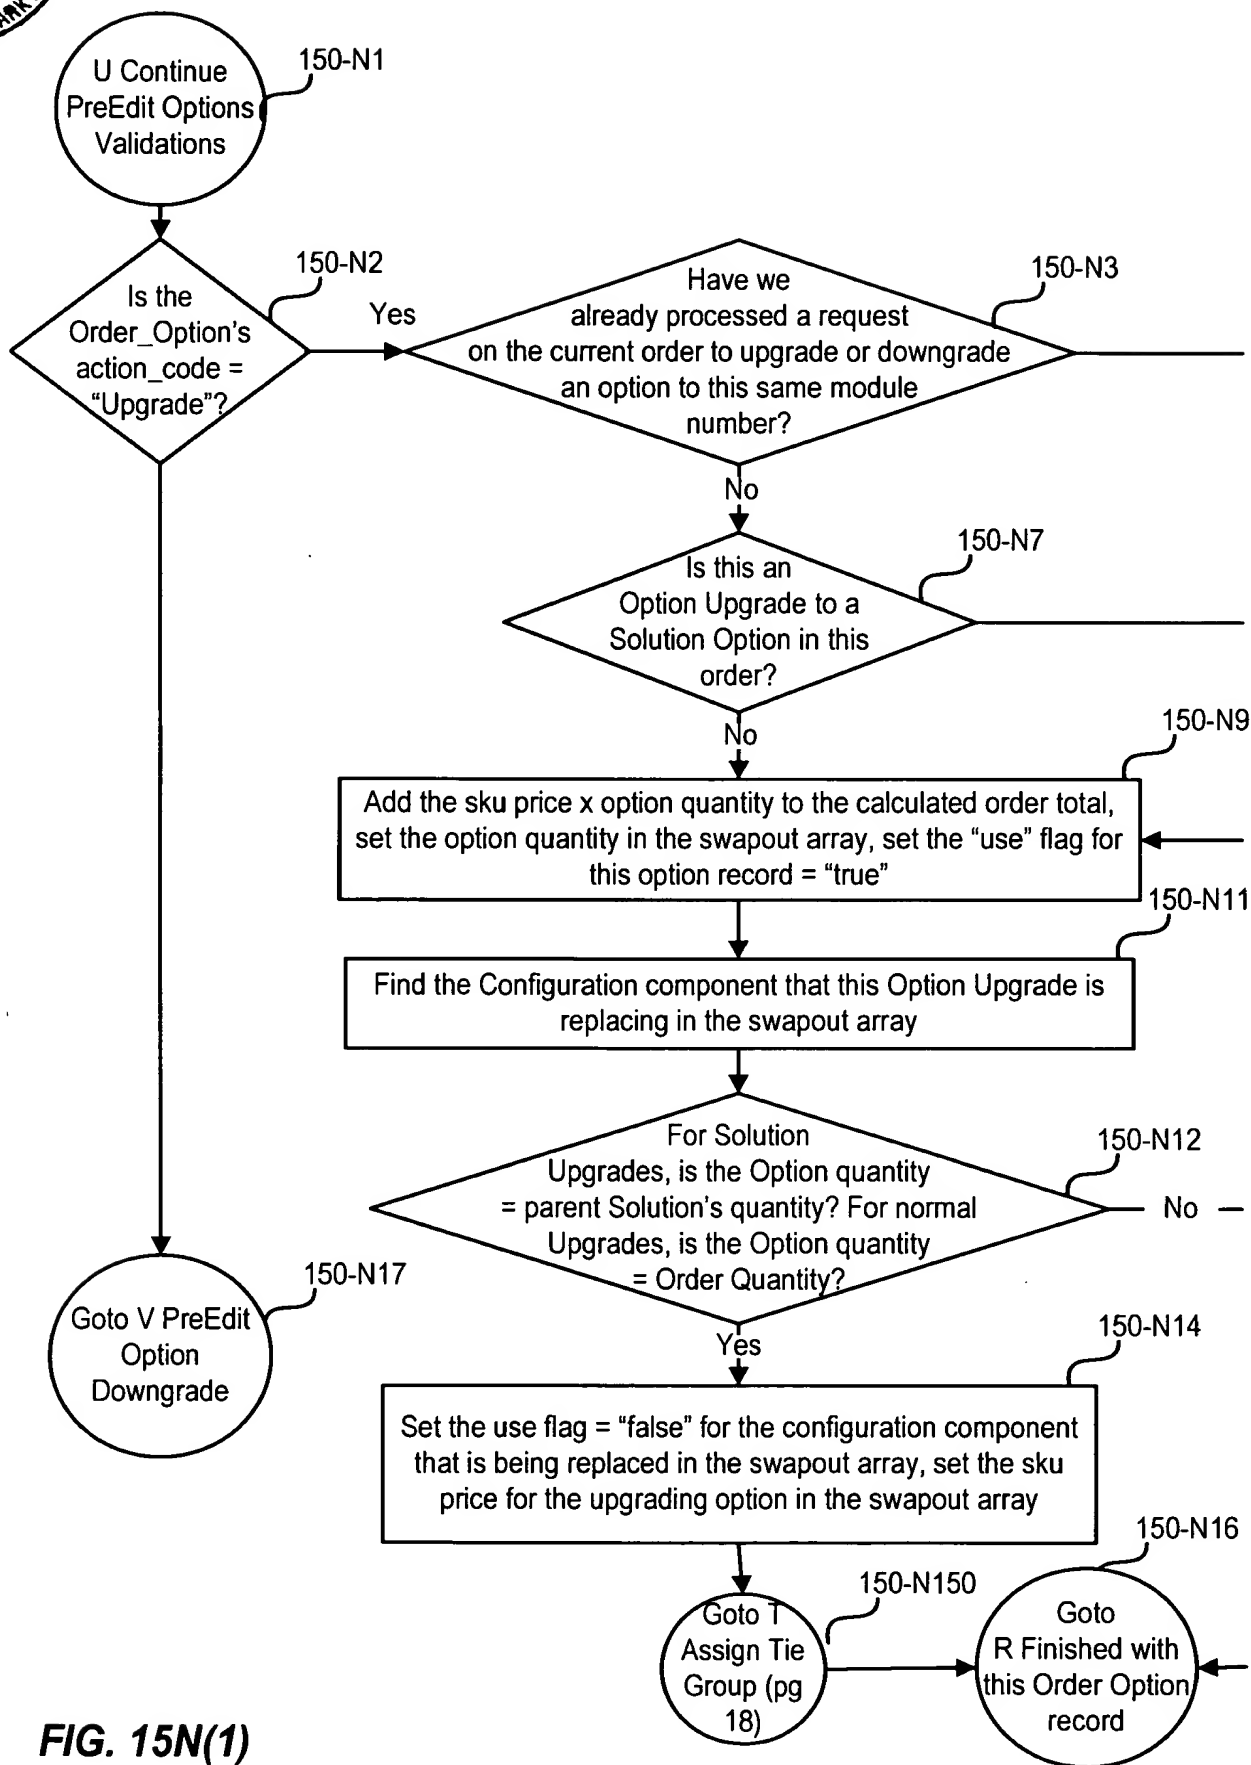 ARK
U Continue
PreEdit Options
Validations
150-N1
Is the
Order_Option's
action_code =
“Upgrade”?
150-N2
Yes
Have we
already processed a request
on the current order to upgrade or downgrade
an option to this same module
number?
150-N3
No
Is this an
Option Upgrade to a
Solution Option in this
order?
150-N7
No
150-N9
Add the sku price x option quantity to the calculated order total,
set the option quantity in the swapout array, set the “use” flag for
this option record = “true”
150-N11
Find the Configuration component that this Option Upgrade is
replacing in the swapout array
For Solution
Upgrades, is the Option quantity
= parent Solution's quantity? For normal
Upgrades, is the Option quantity
= Order Quantity?
150-N12
No
Yes
Goto V PreEdit
Option
Downgrade
150-N17
150-N14
Set the use flag = “false” for the configuration component
that is being replaced in the swapout array, set the sku
price for the upgrading option in the swapout array
150-N16
150-N150
Goto T
Assign Tie
Group (pg
18)
Goto
R Finished with
this Order Option
record
FIG. 15N(1)